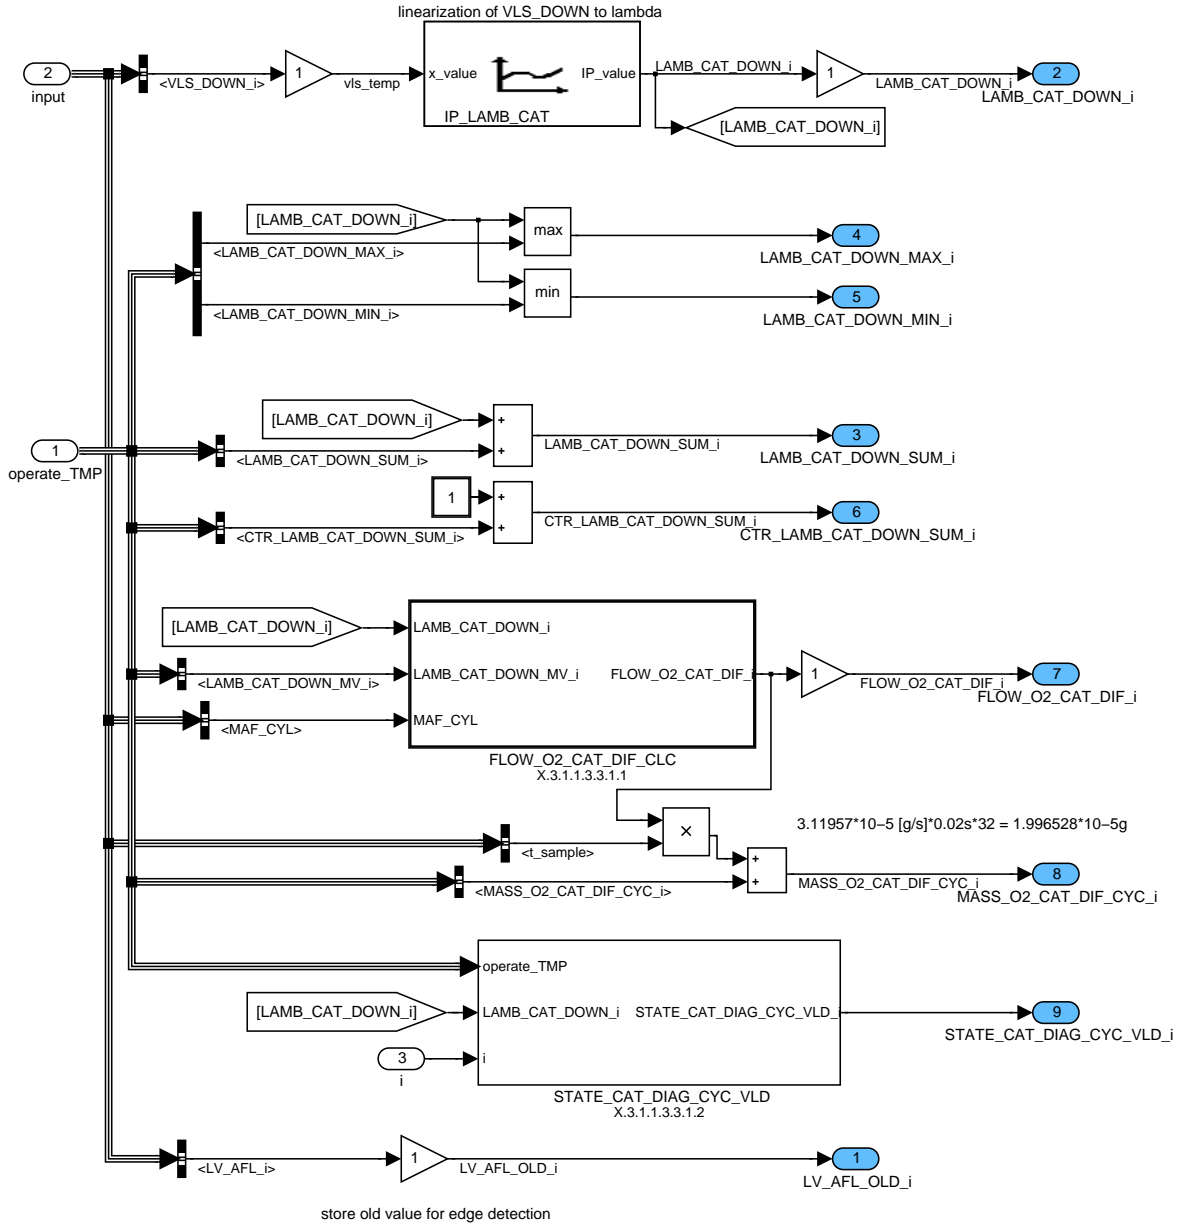 linearization of VLS_DOWN to lambda
2
input
<VLS_DOWN_i>
1
vls_temp
x_value
IP_value
IP_LAMB_CAT
LAMB_CAT_DOWN_i
1
LAMB_CAT_DOWN_i
2
LAMB_CAT_DOWN_i
[LAMB_CAT_DOWN_i]
[LAMB_CAT_DOWN_i]
<LAMB_CAT_DOWN_MAX_i>
max
4
LAMB_CAT_DOWN_MAX_i
<LAMB_CAT_DOWN_MIN_i>
min
5
LAMB_CAT_DOWN_MIN_i
[LAMB_CAT_DOWN_i]
+
+
1
operate_TMP
<LAMB_CAT_DOWN_SUM_i>
LAMB_CAT_DOWN_SUM_i
3
LAMB_CAT_DOWN_SUM_i
1
+
+
<CTR_LAMB_CAT_DOWN_SUM_i>
CTR_LAMB_CAT_DOWN_SUM_i
6
CTR_LAMB_CAT_DOWN_SUM_i
[LAMB_CAT_DOWN_i]
LAMB_CAT_DOWN_i
<LAMB_CAT_DOWN_MV_i>
LAMB_CAT_DOWN_MV_i
FLOW_O2_CAT_DIF_i
1
FLOW_O2_CAT_DIF_i
7
FLOW_O2_CAT_DIF_i
<MAF_CYL>
MAF_CYL
FLOW_O2_CAT_DIF_CLC
X.3.1.1.3.3.1.1
3.11957*10−5 [g/s]*0.02s*32 = 1.996528*10−5g
<t_sample>
×
+
+
<MASS_O2_CAT_DIF_CYC_i>
MASS_O2_CAT_DIF_CYC_i
8
MASS_O2_CAT_DIF_CYC_i
operate_TMP
[LAMB_CAT_DOWN_i]
LAMB_CAT_DOWN_i
STATE_CAT_DIAG_CYC_VLD_i
9
STATE_CAT_DIAG_CYC_VLD_i
3
i
i
STATE_CAT_DIAG_CYC_VLD
X.3.1.1.3.3.1.2
<LV_AFL_i>
1
LV_AFL_OLD_i
1
LV_AFL_OLD_i
store old value for edge detection